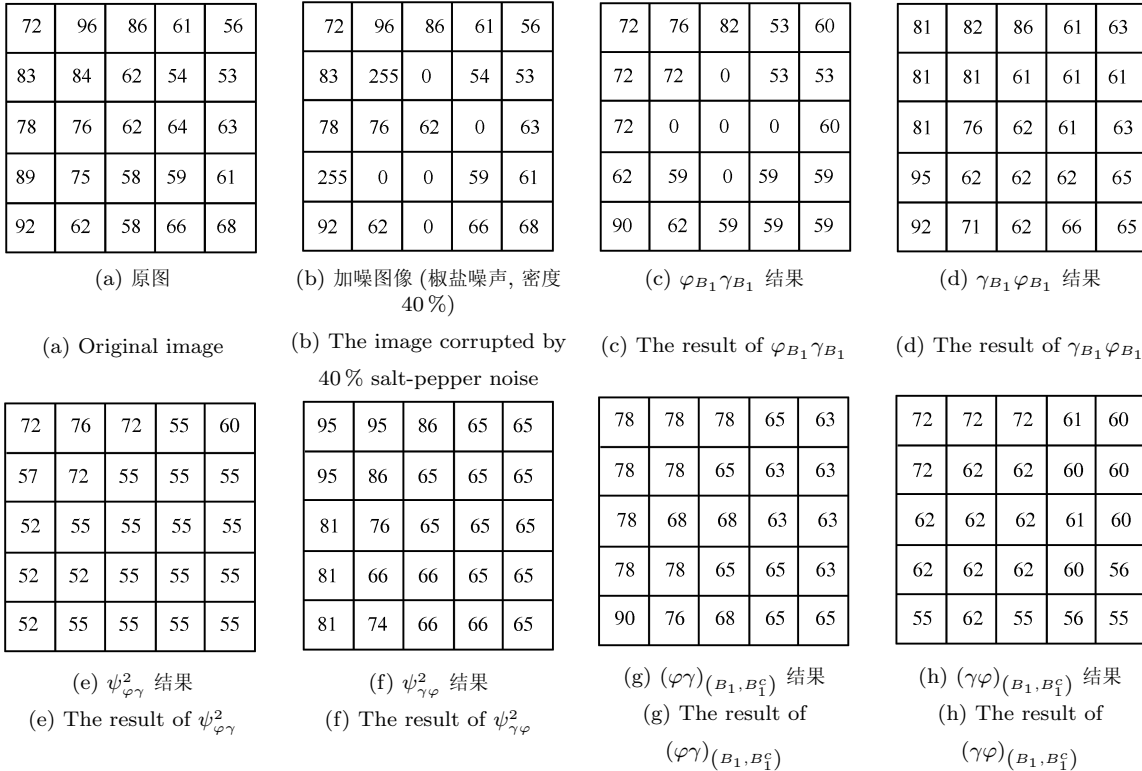 72 96 86 61 56
83 84 62 54 53
78 76 62 64 63
89 75 58 59 61
92 62 58 66 68
(a) 原图
(a) Original image
72 96 86 61 56
83 255 0 54 53
78 76 62 0 63
255 0 0 59 61
92 62 0 66 68
(b) 加噪图像 (椒盐噪声, 密度
40 %)
(b) The image corrupted by
40 % salt-pepper noise
72 76 82 53 60
72 72 0 53 53
72 0 0 0 60
62 59 0 59 59
90 62 59 59 59
(c) φ_{B_1}γ_{B_1} 结果
(c) The result of φ_{B_1}γ_{B_1}
81 82 86 61 63
81 81 61 61 61
81 76 62 61 63
95 62 62 62 65
92 71 62 66 65
(d) γ_{B_1}φ_{B_1} 结果
(d) The result of γ_{B_1}φ_{B_1}
72 76 72 55 60
57 72 55 55 55
52 55 55 55 55
52 52 55 55 55
52 55 55 55 55
(e) ψ²_{φγ} 结果
(e) The result of ψ²_{φγ}
95 95 86 65 65
95 86 65 65 65
81 76 65 65 65
81 66 66 65 65
81 74 66 66 65
(f) ψ²_{γφ} 结果
(f) The result of ψ²_{γφ}
78 78 78 65 63
78 78 65 63 63
78 68 68 63 63
78 78 65 65 63
90 76 68 65 65
(g) (φγ)_{(B_1,B_1^c)} 结果
(g) The result of
(φγ)_{(B_1,B_1^c)}
72 72 72 61 60
72 62 62 60 60
62 62 62 61 60
62 62 62 60 56
55 62 55 56 55
(h) (γφ)_{(B_1,B_1^c)} 结果
(h) The result of
(γφ)_{(B_1,B_1^c)}